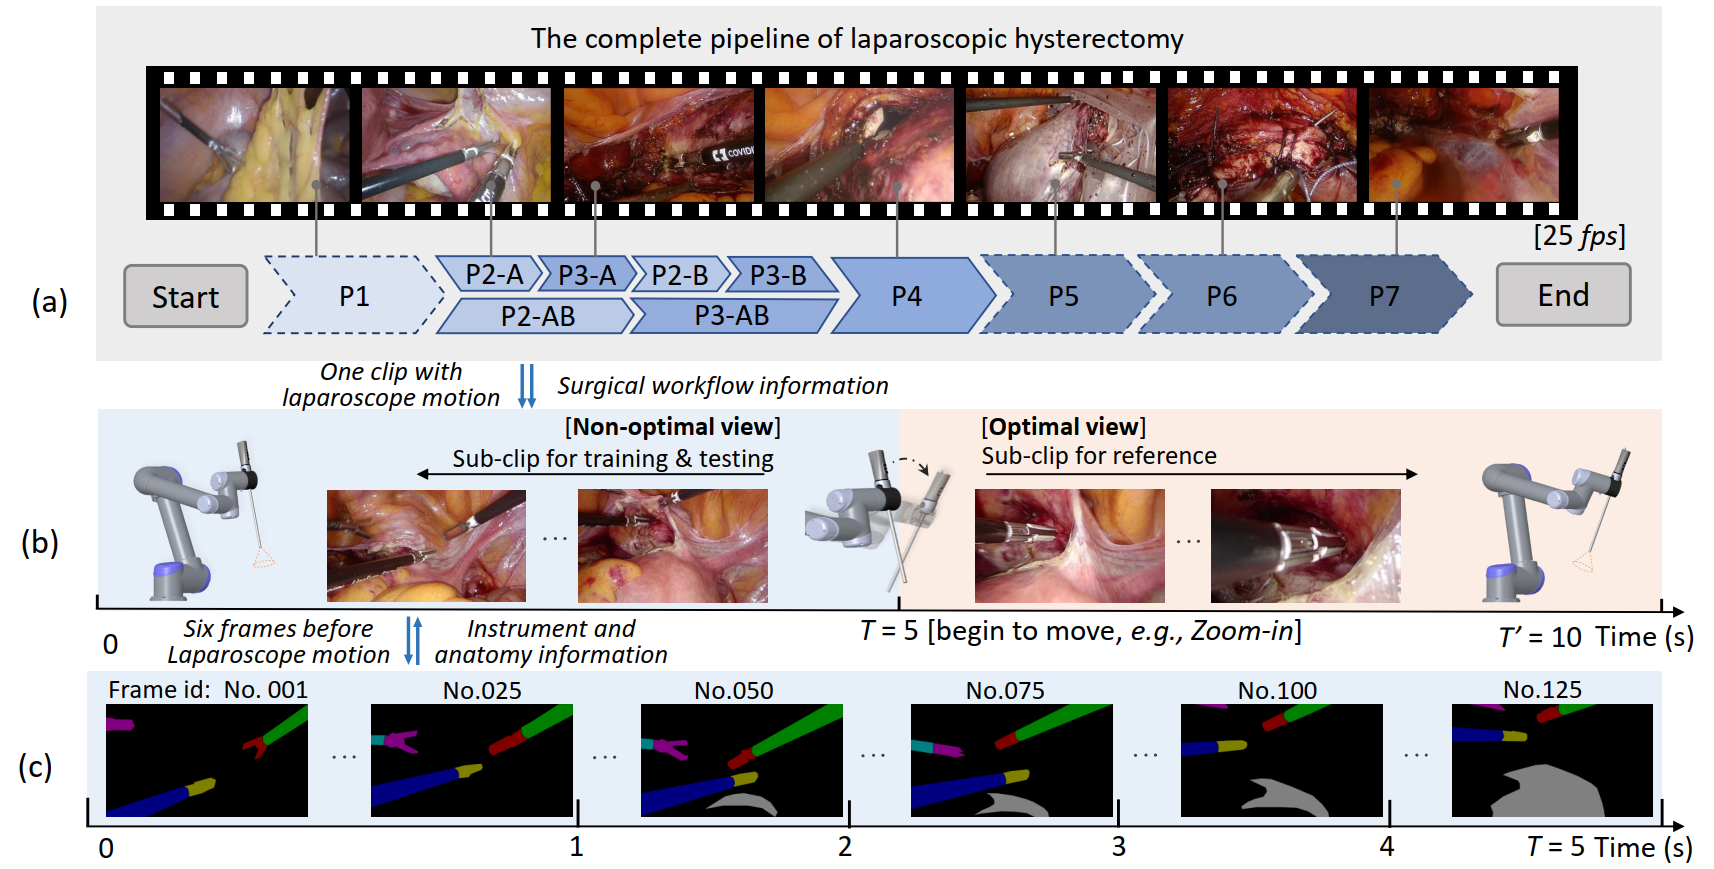 The complete pipeline of laparoscopic hysterectomy
COVIDI
[25 fps]
(a)
Start
P1
P2-A
P3-A
P2-B
P3-B
P2-AB
P3-AB
P4
P5
P6
P7
End
One clip with
laparoscope motion
Surgical workflow information
(b)
[Non-optimal view]
Sub-clip for training & testing
[Optimal view]
Sub-clip for reference
...
...
0
T = 5 [begin to move, e.g., Zoom-in]
T’ = 10 Time (s)
Six frames before
Laparoscope motion
Instrument and
anatomy information
(c)
Frame id: No. 001
No.025
No.050
No.075
No.100
No.125
...
...
...
...
...
0
1
2
3
4
T = 5 Time (s)